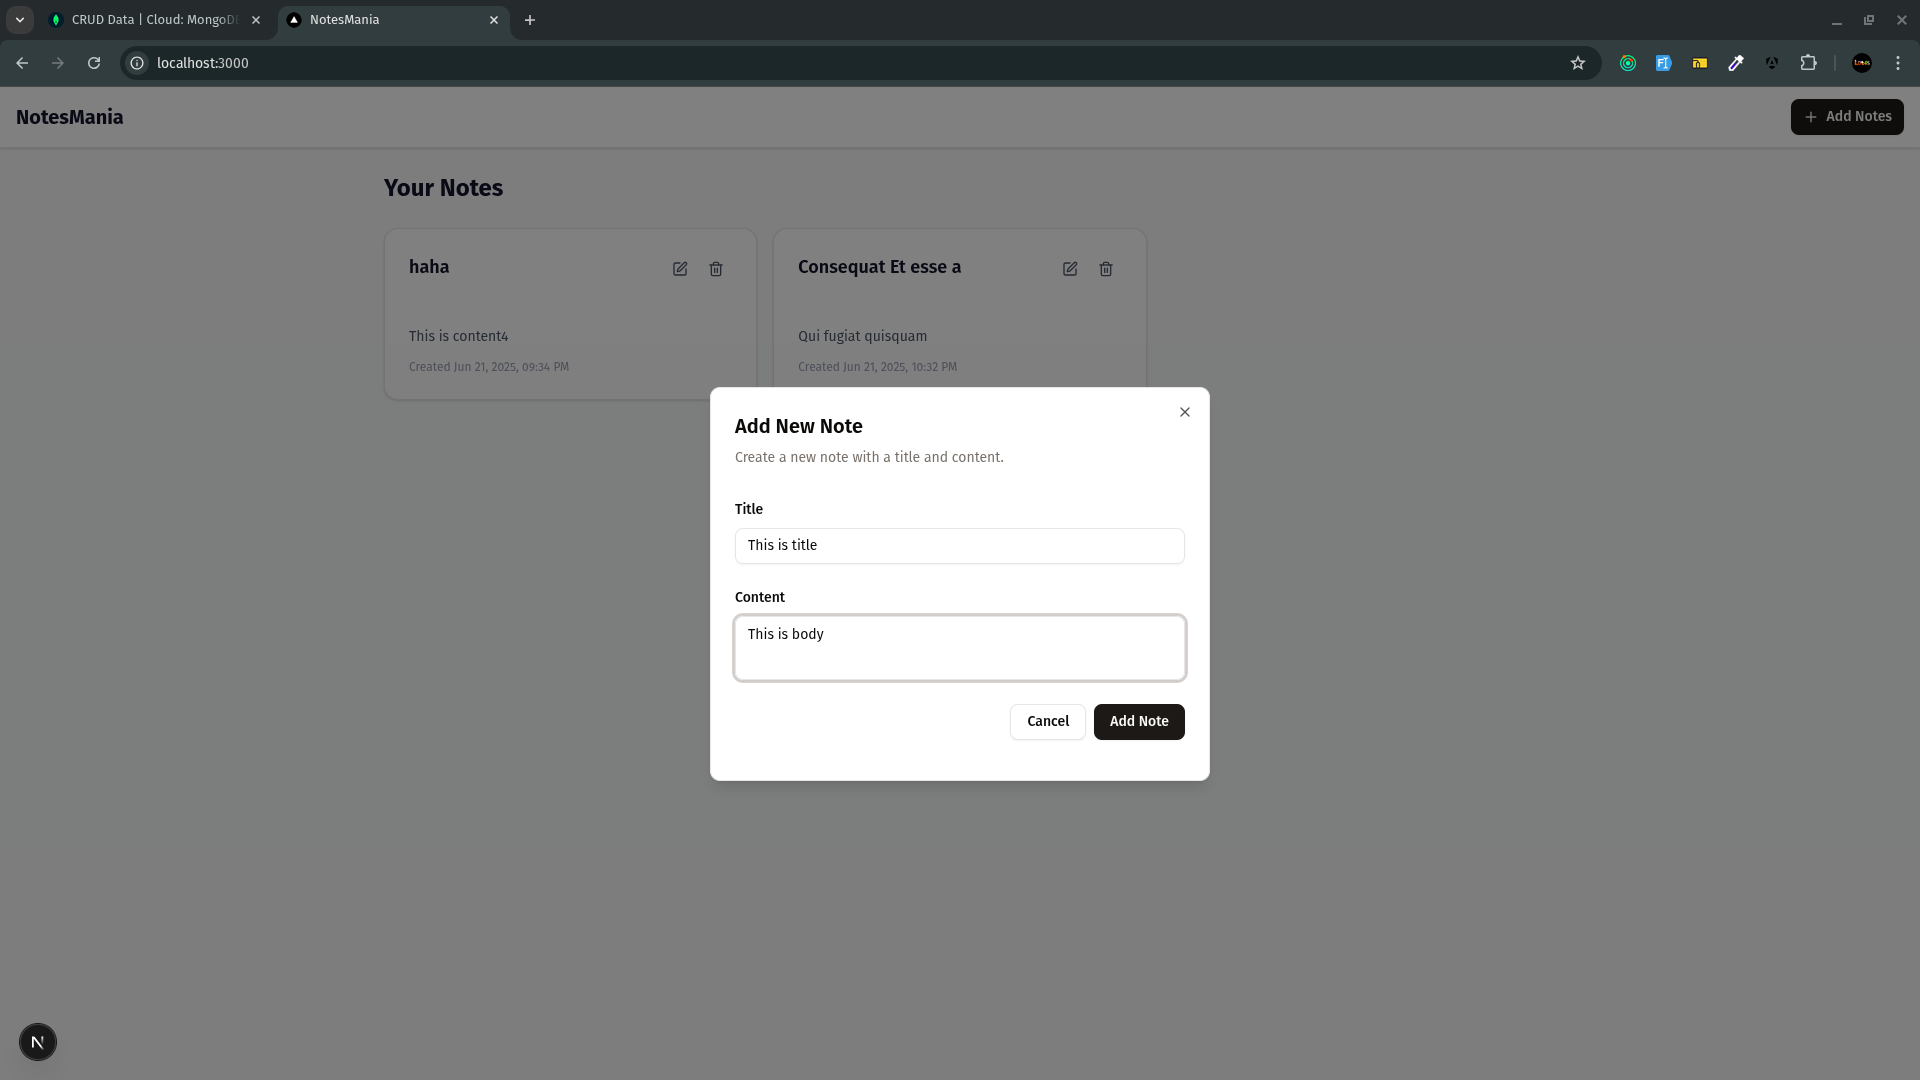 CRUD Data | Cloud: MongoD
NotesMania
localhost:3000
NotesMania
Add Notes
Your Notes
haha
This is content4
Created Jun 21, 2025, 09:34 PM
Consequat Et esse a
Qui fugiat quisquam
Created Jun 21, 2025, 10:32 PM
Add New Note
Create a new note with a title and content.
Title
This is title
Content
This is body
Cancel
Add Note
N